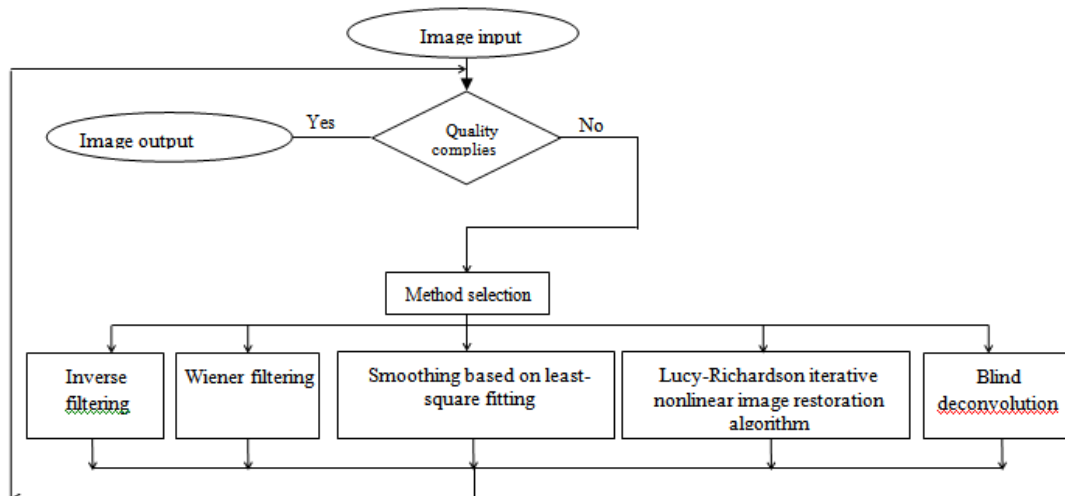 Image input
Yes
No
Quality
complies
Image output
Method selection
Inverse
filtering
Wiener filtering
Smoothing based on least-
square fitting
Lucy-Richardson iterative
nonlinear image restoration
algorithm
Blind
deconvolution